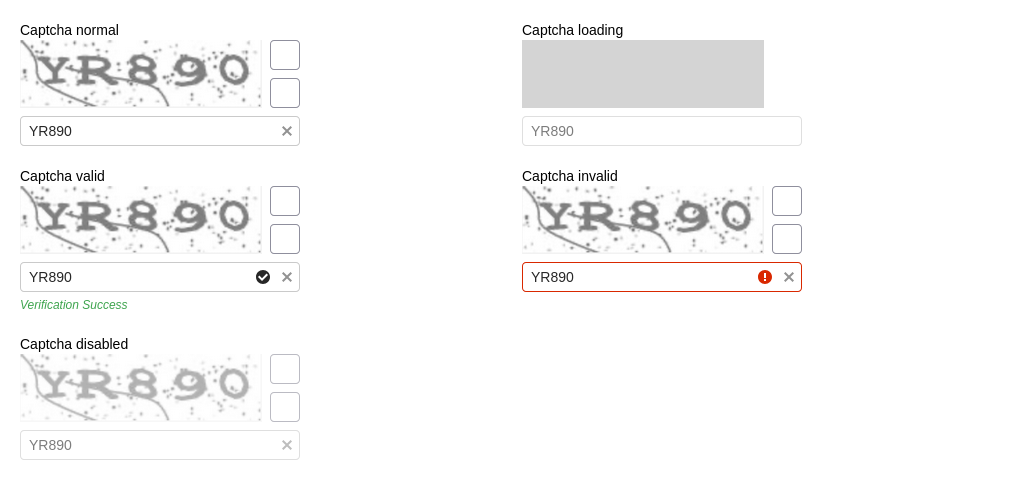 Captcha normal
YR890
YR890
Captcha loading
YR890
Captcha valid
YR890
YR890
Verification Success
Captcha invalid
YR890
YR890
Captcha disabled
YR890
YR890